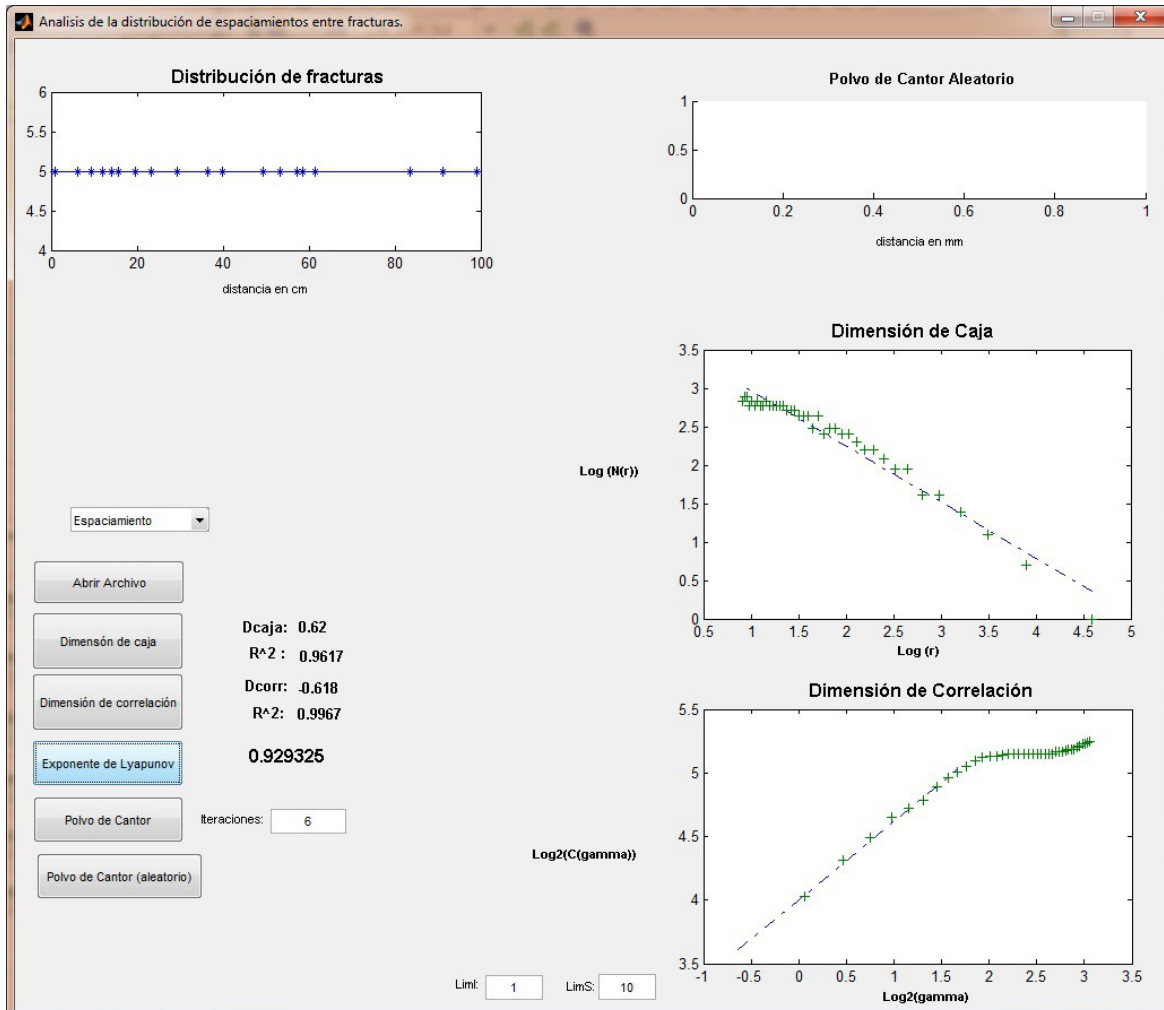 Analisis de la distribución de espaciamientos entre fracturas.
Distribución de fracturas
6
5.5
5
4.5
4
0 20 40 60 80 100
distancia en cm
Polvo de Cantor Aleatorio
1
0.5
0
0 0.2 0.4 0.6 0.8 1
distancia en mm
Dimensión de Caja
3.5
3
2.5
2
1.5
1
0.5
0
0.5 1 1.5 2 2.5 3 3.5 4 4.5 5
Log (N(r))
Log (r)
Espaciamiento
Abrir Archivo
Dimensón de caja
Dcaja: 0.62
R^2 : 0.9617
Dimensión de correlación
Dcorr: -0.618
R^2: 0.9967
Exponente de Lyapunov
0.929325
Polvo de Cantor
Iteraciones: 6
Polvo de Cantor (aleatorio)
Dimensión de Correlación
5.5
5
4.5
4
3.5
-1 -0.5 0 0.5 1 1.5 2 2.5 3 3.5
Log2(C(gamma))
Log2(gamma)
LimI: 1
LimS: 10